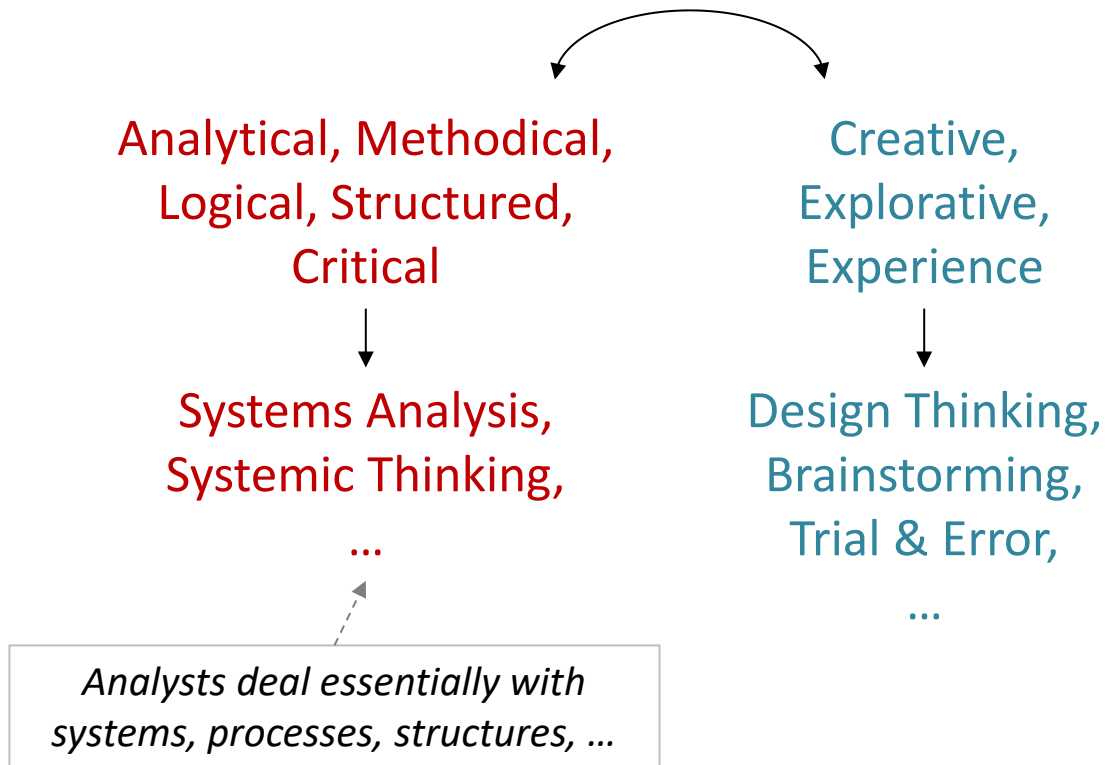 Analytical, Methodical,
Logical, Structured,
Critical
Creative,
Explorative,
Experience
Systems Analysis,
Systemic Thinking,
…
Design Thinking,
Brainstorming,
Trial & Error,
…
Analysts deal essentially with
systems, processes, structures, …